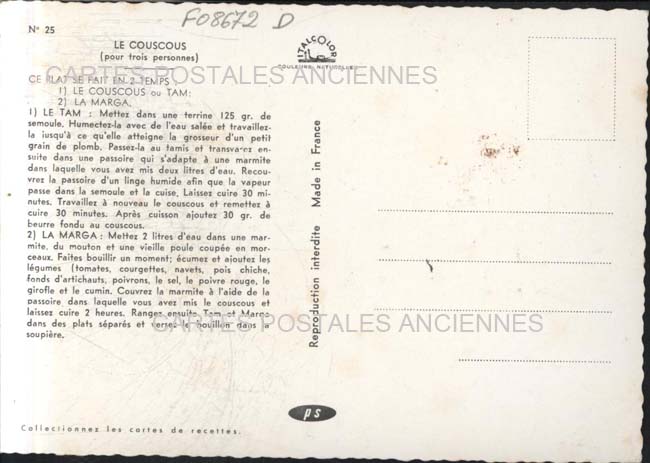 F08672 D
N° 25
LE COUSCOUS
(pour trois personnes)
CE PLAT SE FAIT EN 2 TEMPS :
1) LE COUSCOUS ou TAM;
2) LA MARGA.
1) LE TAM : Mettez dans une terrine 125 gr. de
semoule. Humectez-la avec de l'eau salée et travaillez-
la jusqu'à ce qu'elle atteigne la grosseur d'un petit
grain de plomb. Passez-la au tamis et transvasez en-
suite dans une passoire qui s'adapte à une marmite
dans laquelle vous avez mis deux litres d'eau. Recou-
vrez la passoire d'un linge humide afin que la vapeur
passe dans la semoule et la cuise. Laissez cuire 30 mi-
nutes. Travaillez à nouveau le couscous et remettez à
cuire 30 minutes. Après cuisson ajoutez 30 gr. de
beurre fondu au couscous.
2) LA MARGA : Mettez 2 litres d'eau dans une mar-
mite, du mouton et une vieille poule coupée en mor-
ceaux. Faites bouillir un moment; écumez et ajoutez les
légumes (tomates, courgettes, navets, pois chiche,
fonds d'artichauts, poivrons, le sel, le poivre rouge, le
girofle et le cumin. Couvrez la marmite à l'aide de la
passoire dans laquelle vous avez mis le couscous et
laissez cuire 2 heures. Rangez ensuite Tam et Marga
dans des plats séparés et versez le bouillon dans la
soupière.
Collectionnez les cartes de recettes.
ITALCOLOR
COULEURS NATURELLES
Reproduction interdite Made in France
ps
CARTES POSTALES ANCIENNES
CARTES POSTALES ANCIENNES